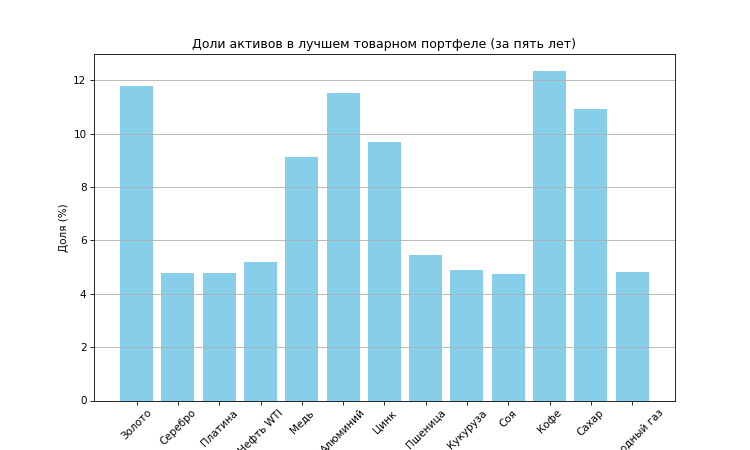 Доли активов в лучшем товарном портфеле (за пять лет)
Доля (%)
12
10
8
6
4
2
0
Золото
Серебро
Платина
Нефть WTI
Медь
Алюминий
Цинк
Пшеница
Кукуруза
Соя
Кофе
Сахар
газ